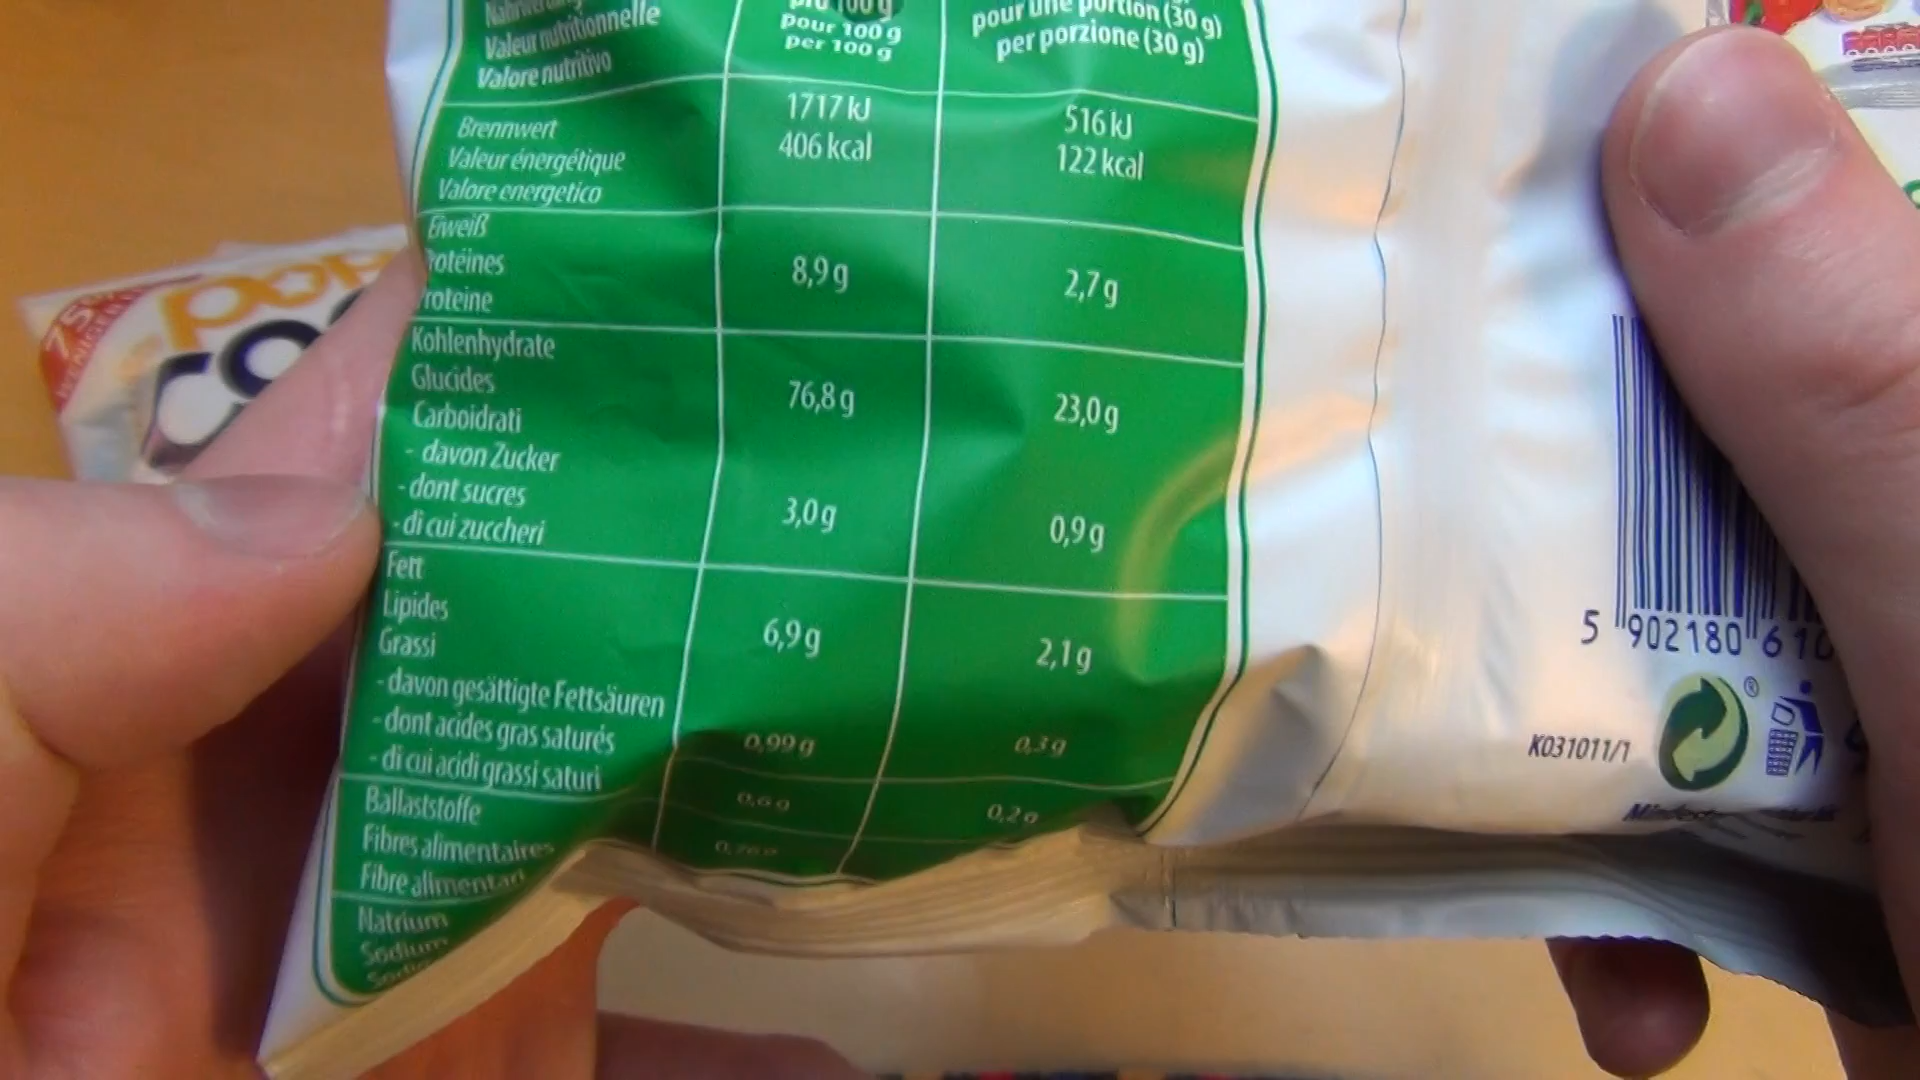 Valeur nutritionnelle
Valore nutritivo
pour 100 g
per 100 g
pour une portion (30 g)
per porzione (30 g)
Brennwert
Valeur énergétique
Valore energetico
1717 kJ
406 kcal
516 kJ
122 kcal
Eiweiß
Protéines
Proteine
8,9 g
2,7 g
Kohlenhydrate
Glucides
Carboidrati
76,8 g
23,0 g
- davon Zucker
- dont sucres
- di cui zuccheri
3,0 g
0,9 g
Fett
Lipides
Grassi
6,9 g
2,1 g
- davon gesättigte Fettsäuren
- dont acides gras saturés
- di cui acidi grassi saturi
0,99 g
0,3 g
Ballaststoffe
Fibres alimentaires
Fibre alimentari
0,6 g
0,2 g
Natrium
Sodium
5 902180 610
K031011/1
®